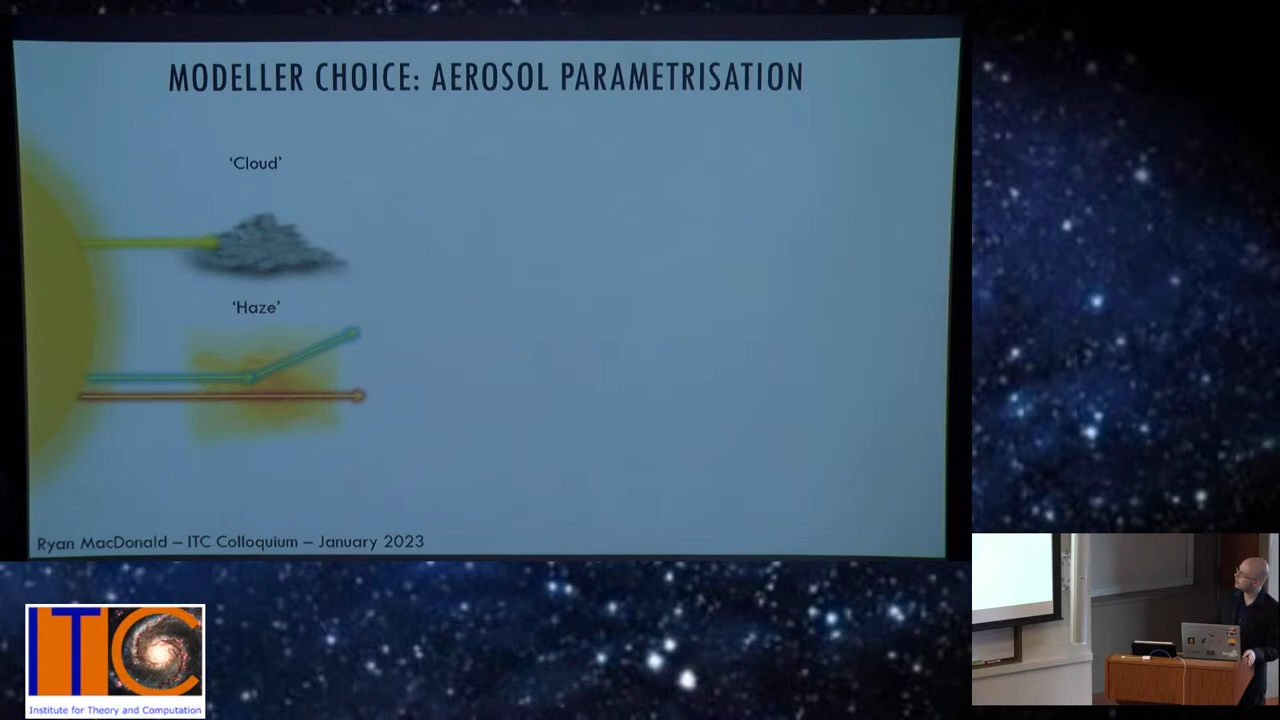 MODELLER CHOICE: AEROSOL PARAMETRISATION
‘Cloud’
‘Haze’
Ryan MacDonald – ITC Colloquium – January 2023
ITC
Institute for Theory and Computation